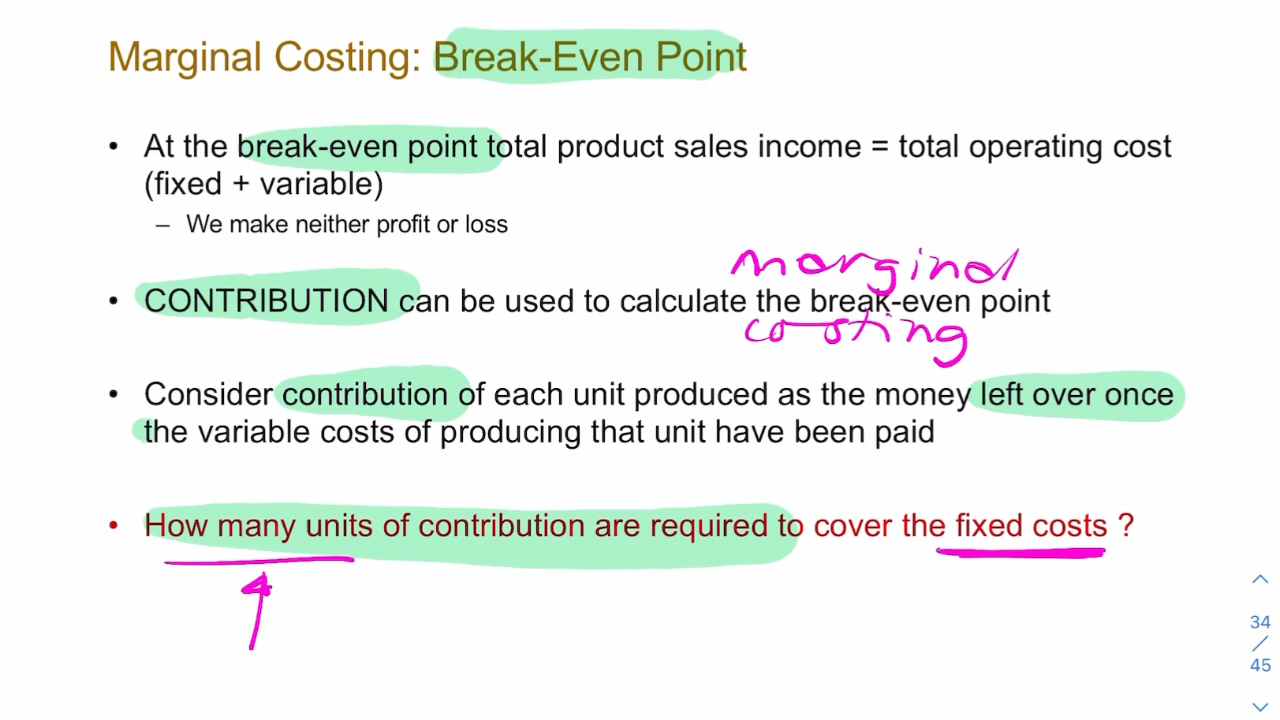 Marginal Costing: Break-Even Point
• At the break-even point total product sales income = total operating cost
(fixed + variable)
– We make neither profit or loss
marginal
• CONTRIBUTION can be used to calculate the break-even point
costing
• Consider contribution of each unit produced as the money left over once
the variable costs of producing that unit have been paid
• How many units of contribution are required to cover the fixed costs ?
34
/
45